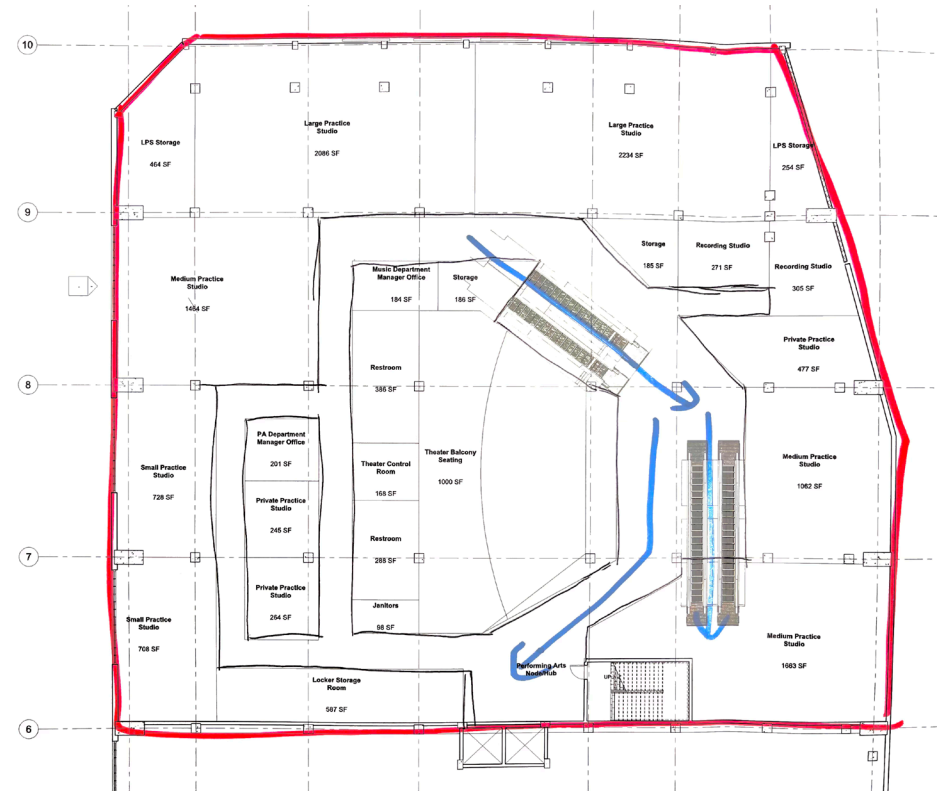 10
Large Practice
Studio
2086 SF
Large Practice
Studio
2234 SF
LPS Storage
464 SF
LPS Storage
254 SF
9
Storage
185 SF
Recording Studio
271 SF
Recording Studio
305 SF
Medium Practice
Studio
1464 SF
Music Department
Manager Office
184 SF
Storage
186 SF
Private Practice
Studio
477 SF
8
Restroom
386 SF
PA Department
Manager Office
201 SF
Theater Control
Room
168 SF
Theater Balcony
Seating
1000 SF
Small Practice
Studio
728 SF
Medium Practice
Studio
1062 SF
Private Practice
Studio
245 SF
Restroom
288 SF
7
Private Practice
Studio
264 SF
Janitors
98 SF
Small Practice
Studio
708 SF
Medium Practice
Studio
1663 SF
Performing Arts
Node/Hub
UP
Locker Storage
Room
587 SF
6